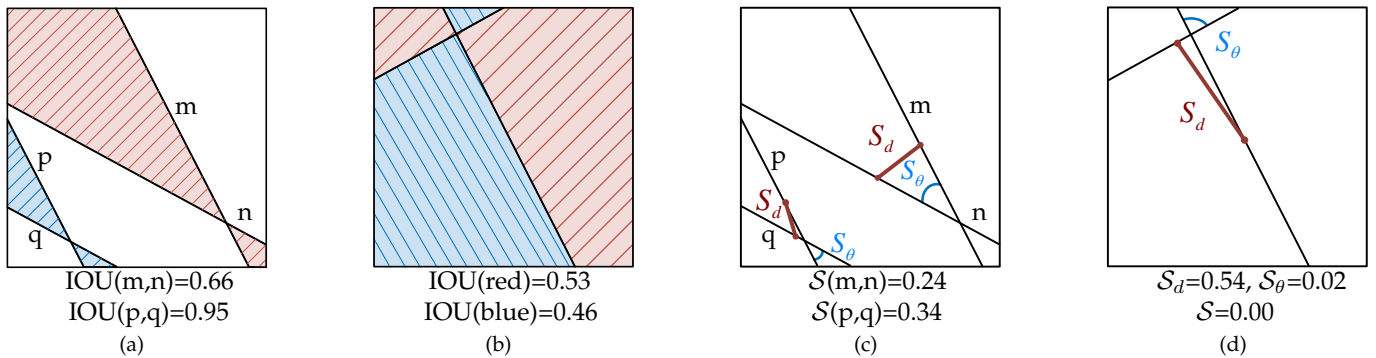 m
p
n
q
IOU(m,n)=0.66
IOU(p,q)=0.95
(a)
IOU(red)=0.53
IOU(blue)=0.46
(b)
m
S_d
p
S_θ
S_d
n
q
S_θ
𝒮(m,n)=0.24
𝒮(p,q)=0.34
(c)
S_θ
S_d
𝒮_d=0.54, 𝒮_θ=0.02
𝒮=0.00
(d)